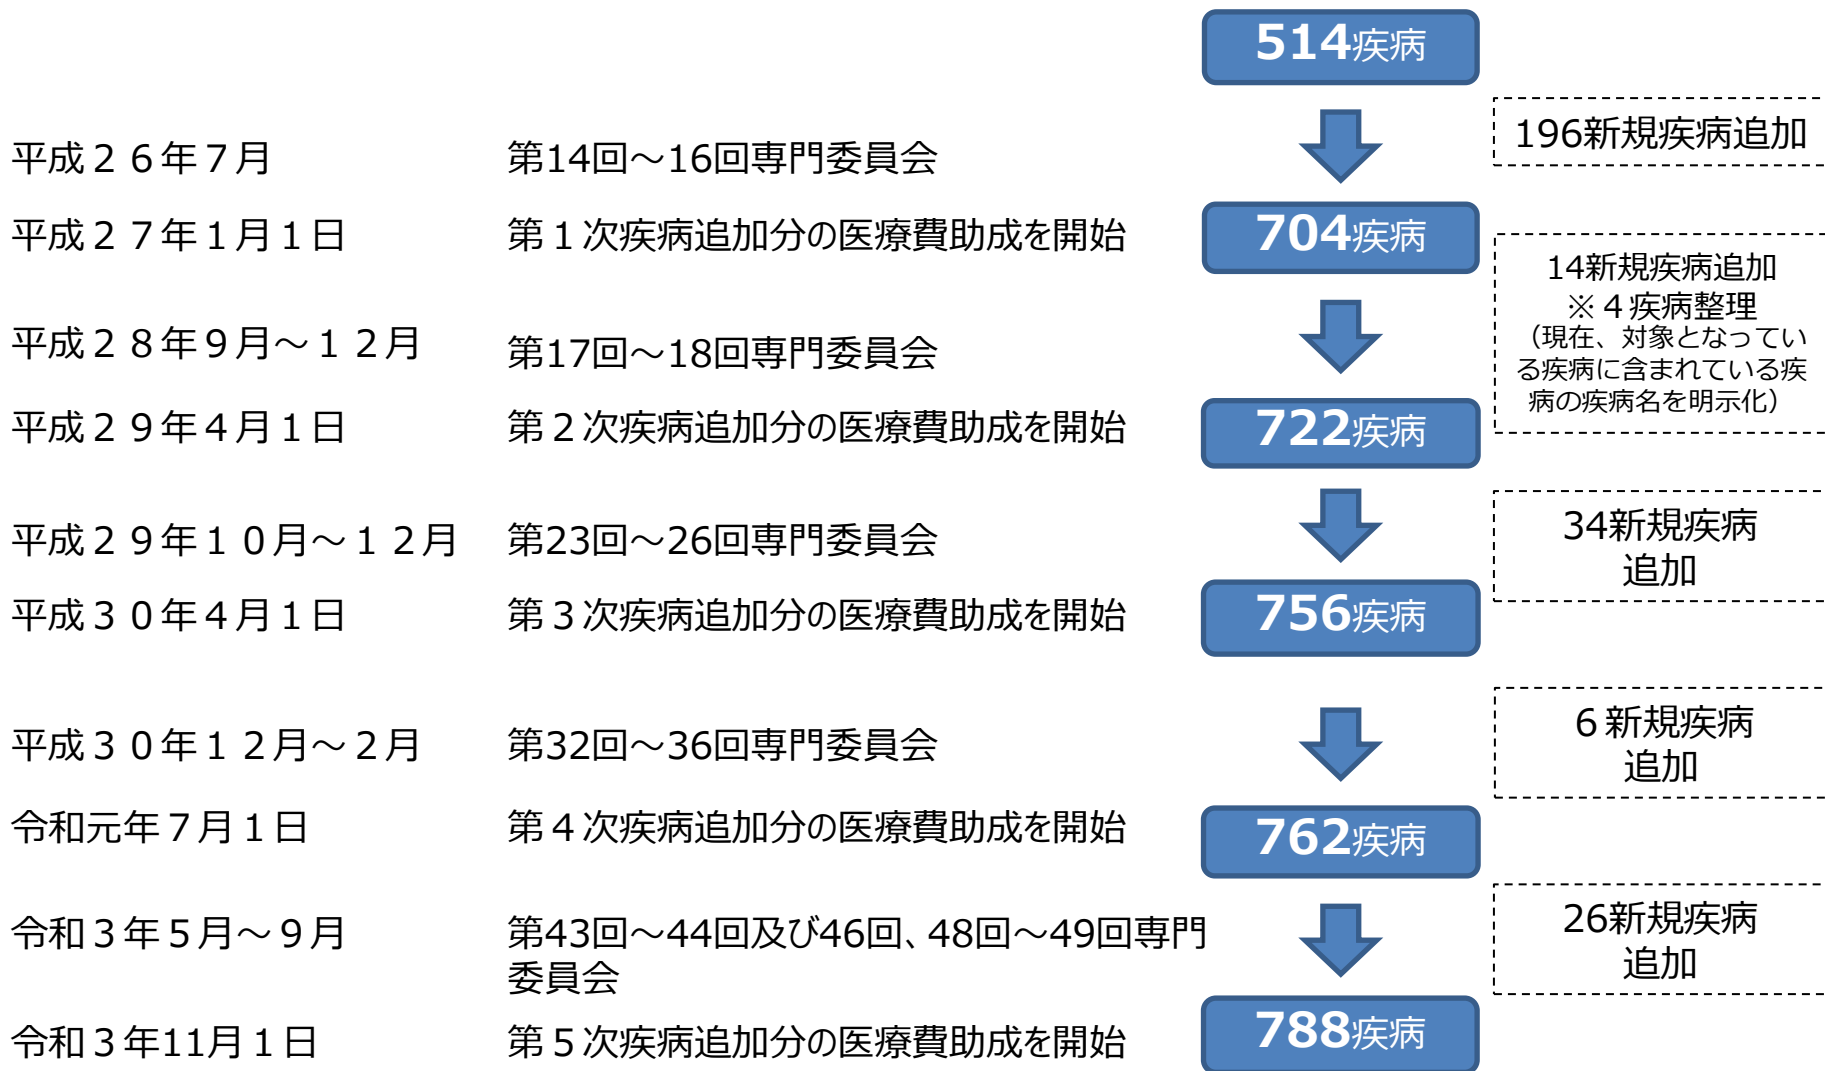 514疾病
196新規疾病追加
平成２６年７月
第14回～16回専門委員会
平成２７年１月１日
第１次疾病追加分の医療費助成を開始
704疾病
14新規疾病追加
※４疾病整理
（現在、対象となってい
る疾病に含まれている疾
病の疾病名を明示化）
平成２８年９月～１２月
第17回～18回専門委員会
平成２９年４月１日
第２次疾病追加分の医療費助成を開始
722疾病
平成２９年１０月～１２月
第23回～26回専門委員会
34新規疾病
追加
平成３０年４月１日
第３次疾病追加分の医療費助成を開始
756疾病
平成３０年１２月～２月
第32回～36回専門委員会
６新規疾病
追加
令和元年７月１日
第４次疾病追加分の医療費助成を開始
762疾病
令和３年５月～９月
第43回～44回及び46回、48回～49回専門
委員会
26新規疾病
追加
令和３年11月１日
第５次疾病追加分の医療費助成を開始
788疾病